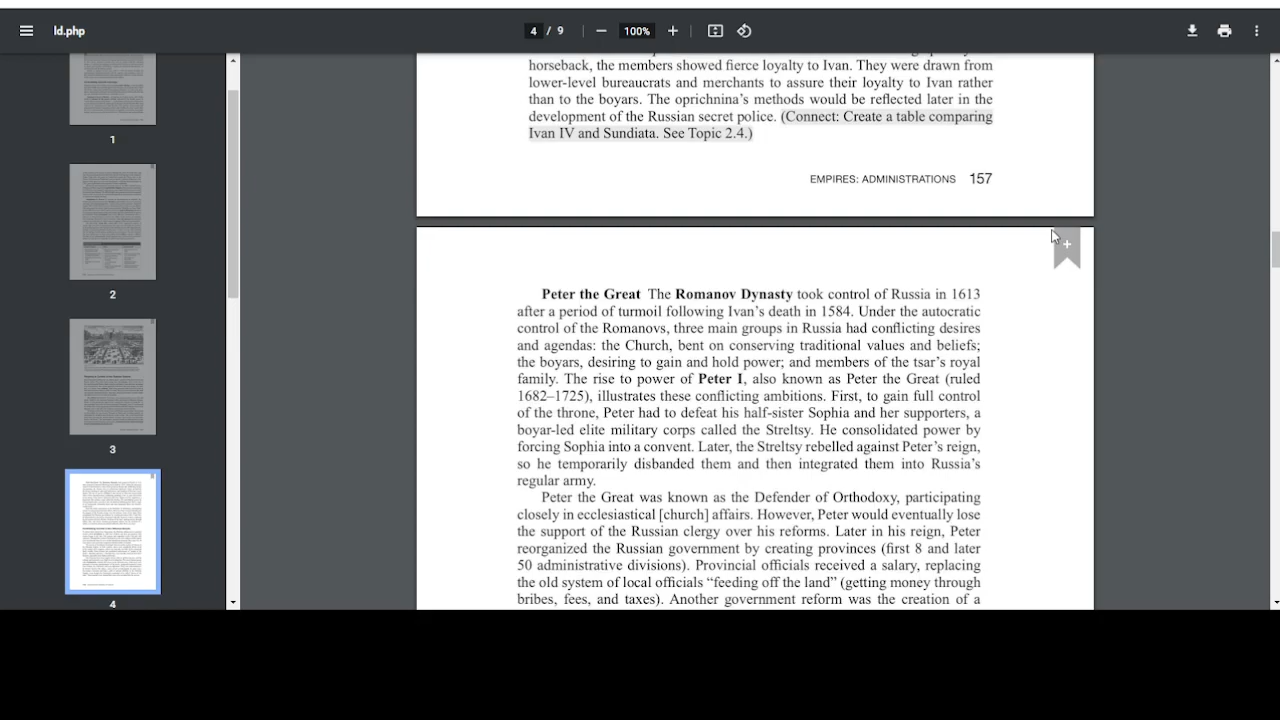 ld.php
4 / 9
100%
horseback, the members showed fierce loyalty to Ivan. They were drawn from
lower-level bureaucrats and merchants to assure their loyalty to Ivan rather
than to the boyars. The oprichnina's methods would be reflected later in the
development of the Russian secret police. (Connect: Create a table comparing
Ivan IV and Sundiata. See Topic 2.4.)
EMPIRES: ADMINISTRATIONS 157
Peter the Great The Romanov Dynasty took control of Russia in 1613
after a period of turmoil following Ivan's death in 1584. Under the autocratic
control of the Romanovs, three main groups in Russia had conflicting desires
and agendas: the Church, bent on conserving traditional values and beliefs;
the boyars, desiring to gain and hold power; and members of the tsar's royal
family. The rise to power of Peter I, also known as Peter the Great (ruled
1682–1725), illustrates these conflicting ambitions. First, to gain full control
of the throne, Peter had to defeat his half-sister Sophia and her supporters, a
boyar-led elite military corps called the Streltsy. He consolidated power by
forcing Sophia into a convent. Later, the Streltsy rebelled against Peter's reign,
so he temporarily disbanded them and then integrated them into Russia's
regular army.
Peter the Great was known as the Defender of Orthodoxy, participating
closely in ecclesiastical [church] affairs. However, Peter would eventually lose
the support of the Russian clergy over his reforms. Later in his reign, Peter
reorganized the Russian government by creating provinces (first 8 and later
50 administrative divisions). Provincial officials received a salary, replacing
the old system of local officials “feeding off the land” (getting money through
bribes, fees, and taxes). Another government reform was the creation of a
1
2
3
4